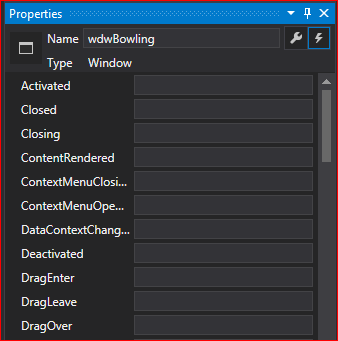 Properties
Name wdwBowling
Type Window
Activated
Closed
Closing
ContentRendered
ContextMenuClosi...
ContextMenuOpe...
DataContextChang...
Deactivated
DragEnter
DragLeave
DragOver